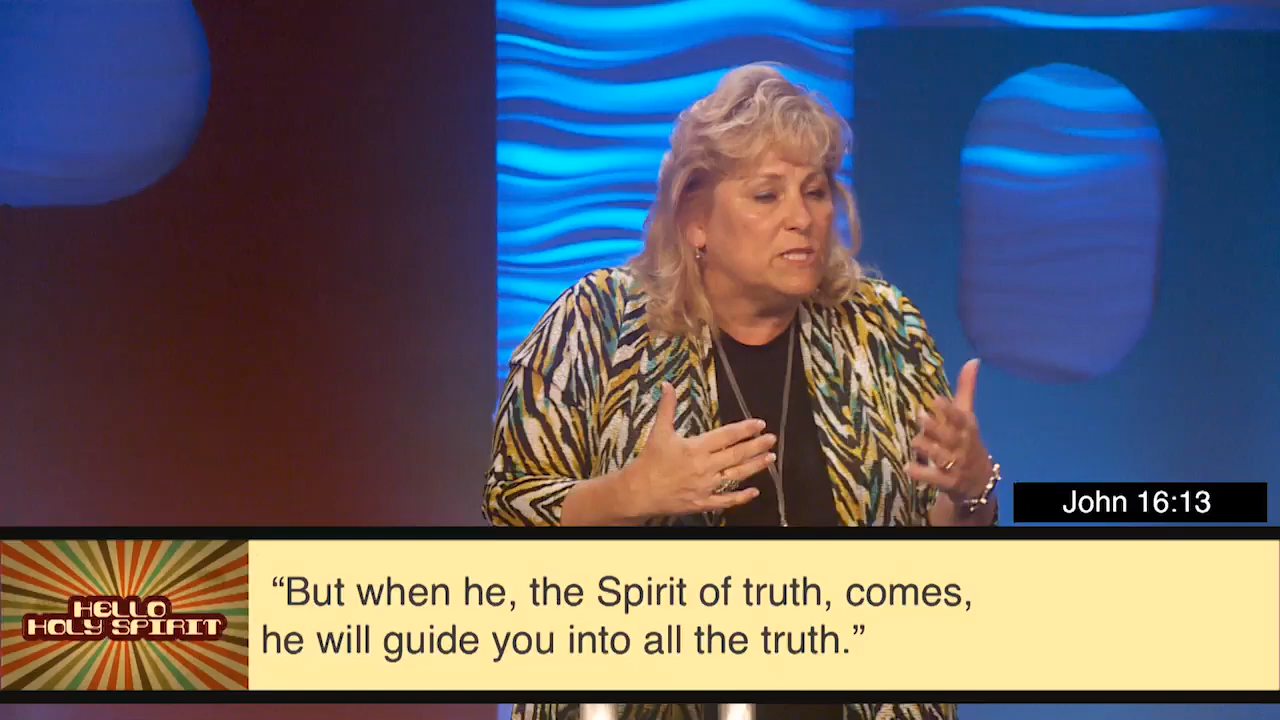 John 16:13
HELLO
HOLY SPIRIT
“But when he, the Spirit of truth, comes,
he will guide you into all the truth.”